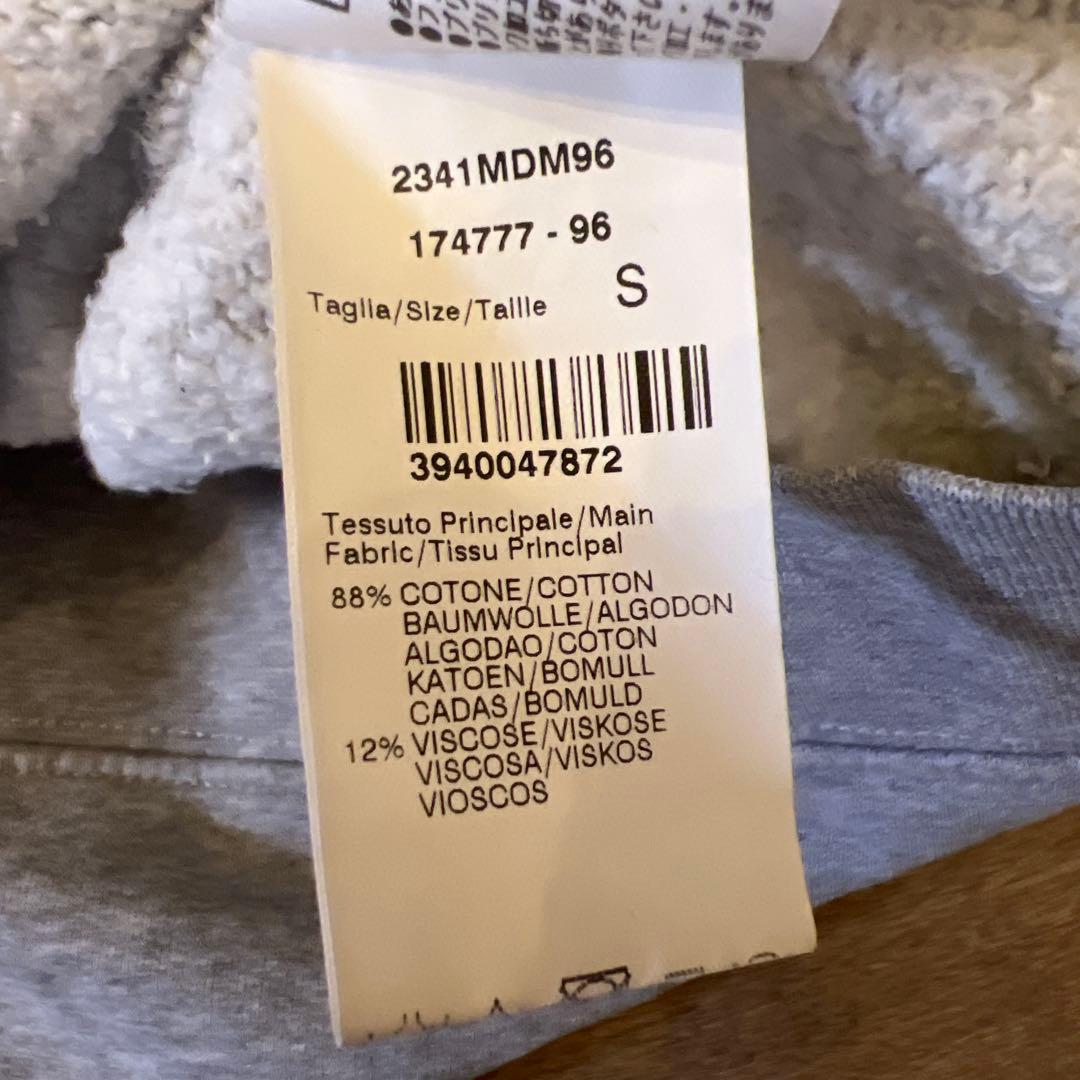 2341MDM96
174777 - 96
Taglia/Size/Taille S
3940047872
Tessuto Principale/Main
Fabric/Tissu Principal
88% COTONE/COTTON
BAUMWOLLE/ALGODON
ALGODAO/COTON
KATOEN/BOMULL
CADAS/BOMULD
12% VISCOSE/VISKOSE
VISCOSA/VISKOS
VIOSCOS